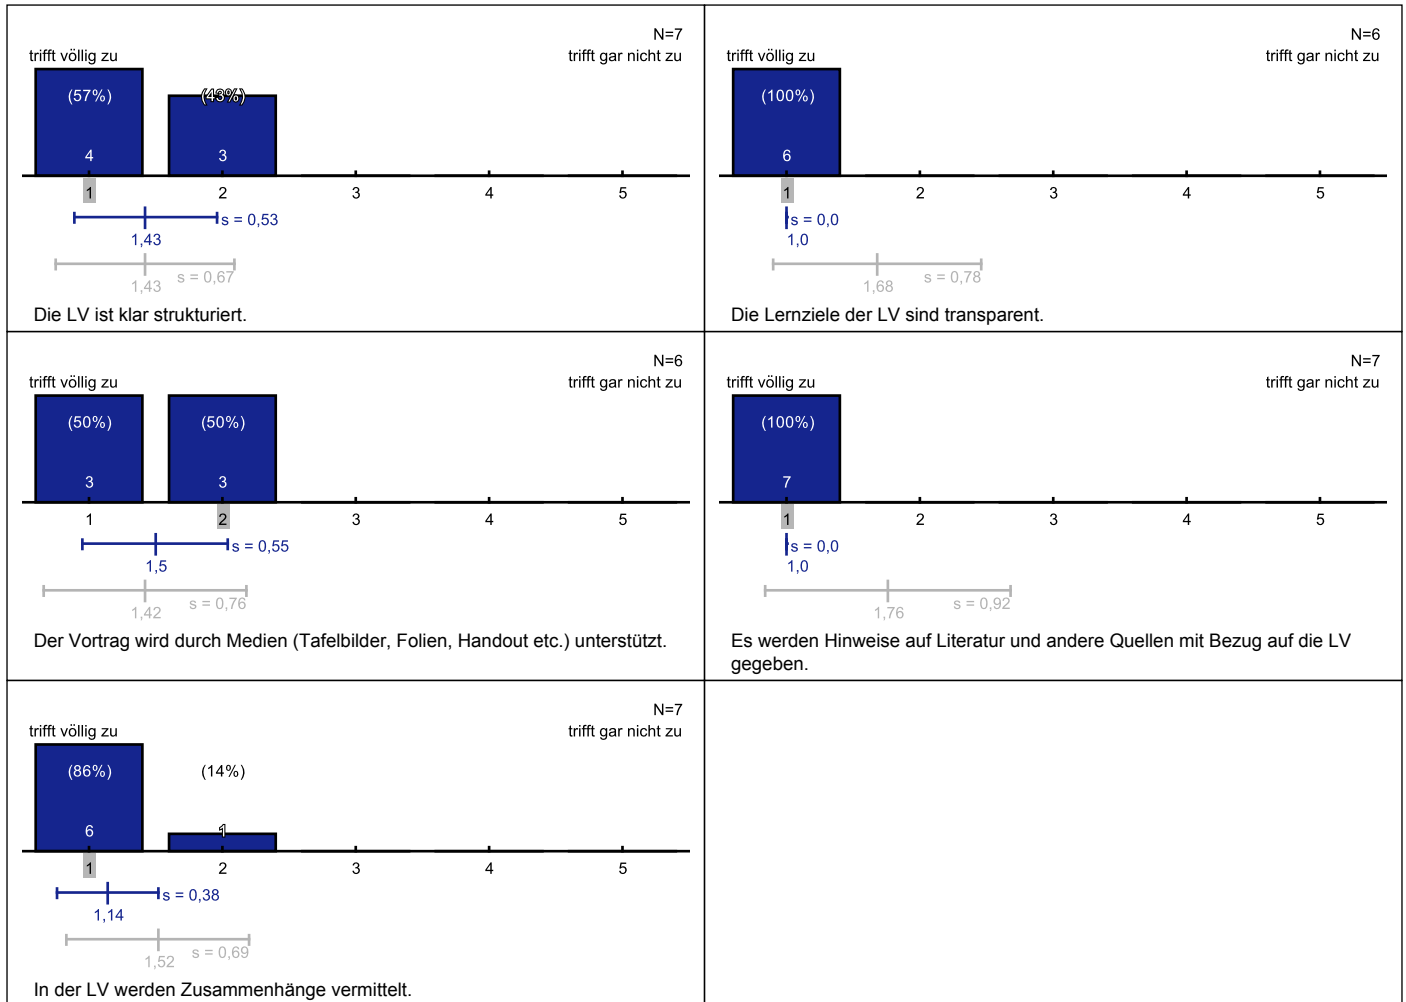 N=7
trifft völlig zu trifft gar nicht zu
(57%) (43%)
4 3
1 2 3 4 5
s = 0,53
1,43
s = 0,67
1,43
Die LV ist klar strukturiert.
N=6
trifft völlig zu trifft gar nicht zu
(100%)
6
1 2 3 4 5
s = 0,0
1,0
s = 0,78
1,68
Die Lernziele der LV sind transparent.
N=6
trifft völlig zu trifft gar nicht zu
(50%) (50%)
3 3
1 2 3 4 5
s = 0,55
1,5
s = 0,76
1,42
Der Vortrag wird durch Medien (Tafelbilder, Folien, Handout etc.) unterstützt.
N=7
trifft völlig zu trifft gar nicht zu
(100%)
7
1 2 3 4 5
s = 0,0
1,0
s = 0,92
1,76
Es werden Hinweise auf Literatur und andere Quellen mit Bezug auf die LV
gegeben.
N=7
trifft völlig zu trifft gar nicht zu
(86%) (14%)
6 1
1 2 3 4 5
s = 0,38
1,14
s = 0,69
1,52
In der LV werden Zusammenhänge vermittelt.